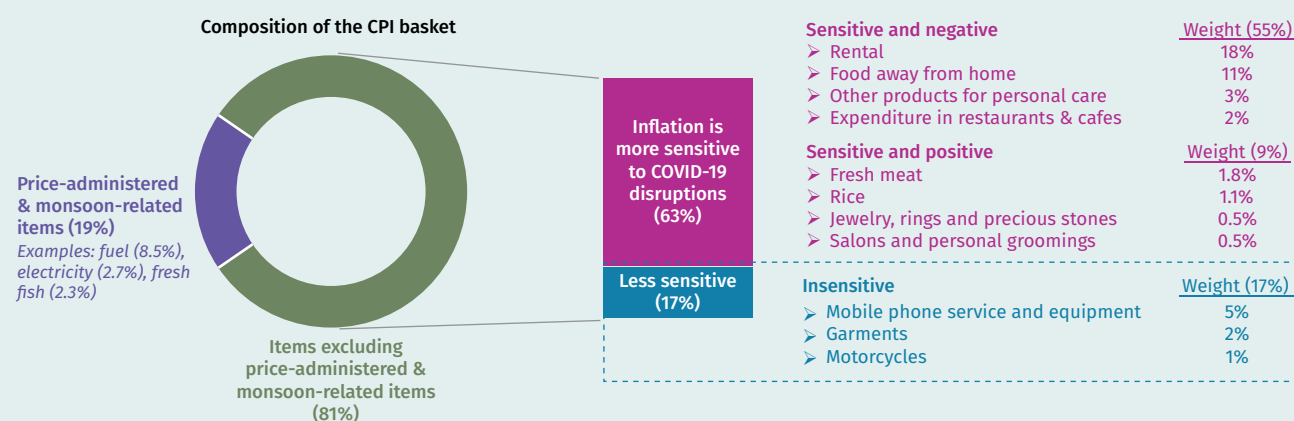 Composition of the CPI basket
Price-administered
& monsoon-related
items (19%)
Examples: fuel (8.5%),
electricity (2.7%), fresh
fish (2.3%)
Items excluding
price-administered &
monsoon-related items
(81%)
Inflation is
more sensitive
to COVID-19
disruptions
(63%)
Less sensitive
(17%)
Sensitive and negative Weight (55%)
➢ Rental 18%
➢ Food away from home 11%
➢ Other products for personal care 3%
➢ Expenditure in restaurants & cafes 2%
Sensitive and positive Weight (9%)
➢ Fresh meat 1.8%
➢ Rice 1.1%
➢ Jewelry, rings and precious stones 0.5%
➢ Salons and personal groomings 0.5%
Insensitive Weight (17%)
➢ Mobile phone service and equipment 5%
➢ Garments 2%
➢ Motorcycles 1%